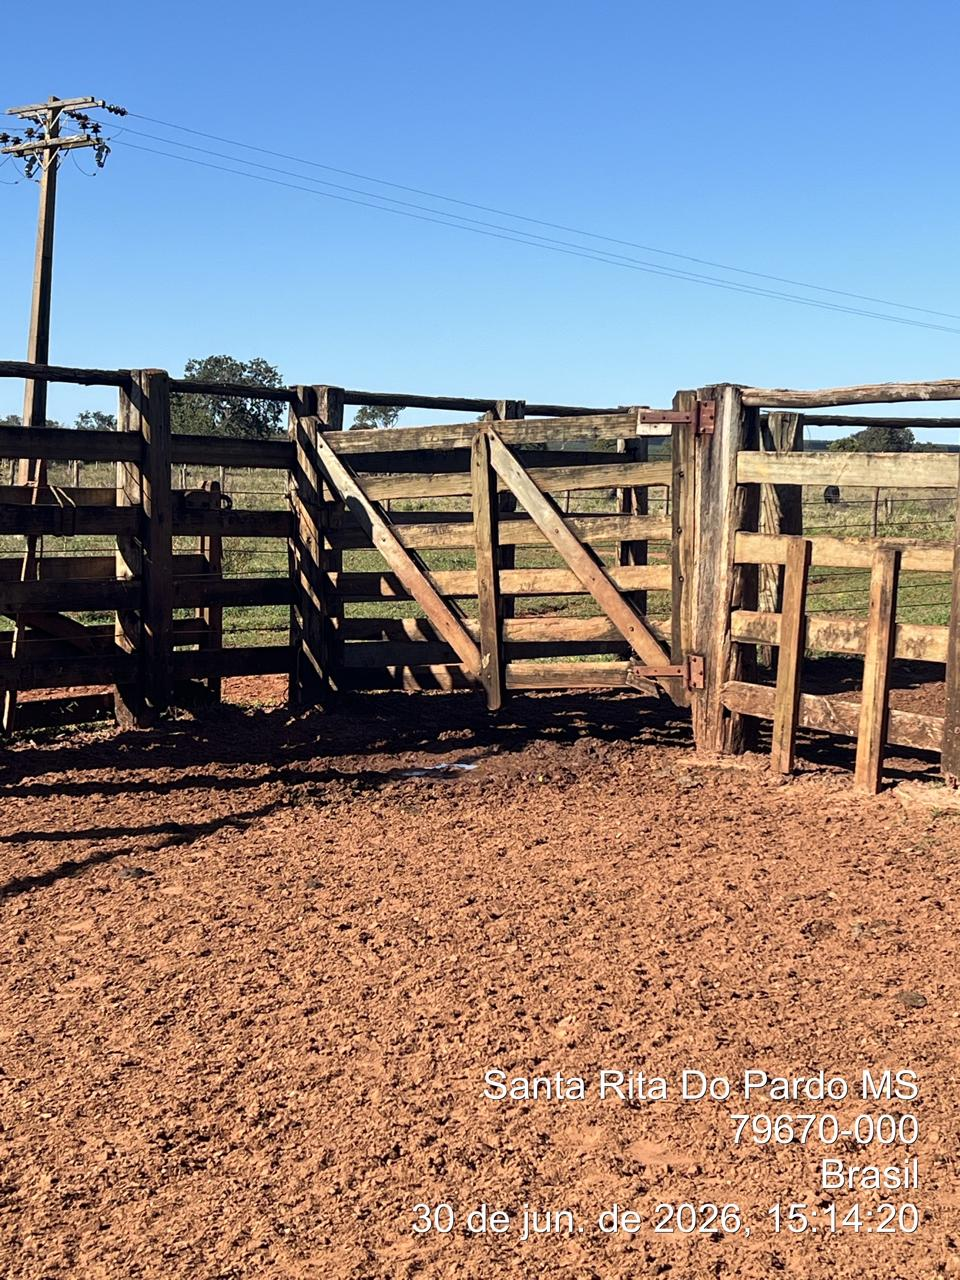 Santa Rita Do Pardo MS
79670-000
Brasil
30 de jun. de 2026, 15:14:20